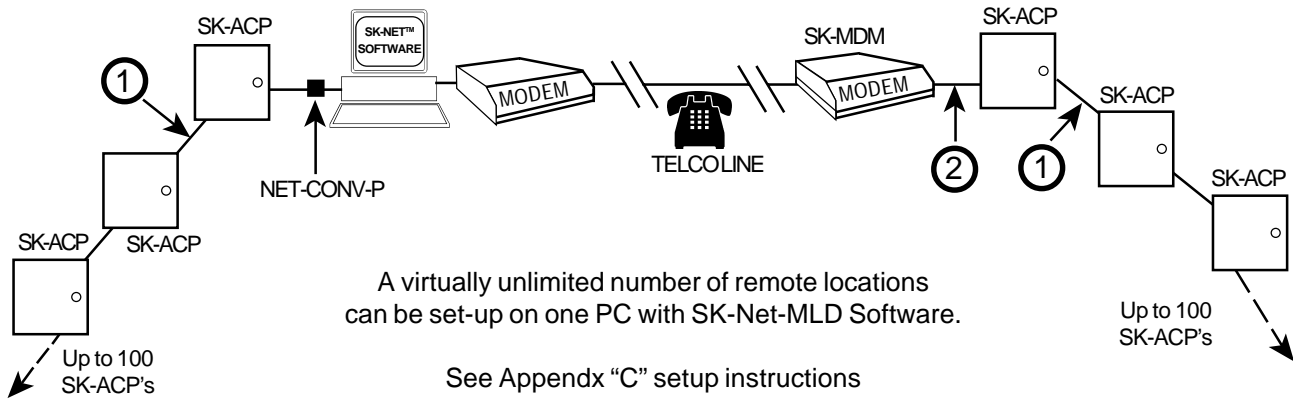 SK-ACP
SK-NET™
SOFTWARE
SK-MDM
SK-ACP
1
MODEM
MODEM
SK-ACP
TELCO LINE
2
1
NET-CONV-P
SK-ACP
SK-ACP
SK-ACP
A virtually unlimited number of remote locations
can be set-up on one PC with SK-Net-MLD Software.
Up to 100
SK-ACP's
Up to 100
SK-ACP's
See Appendx “C” setup instructions